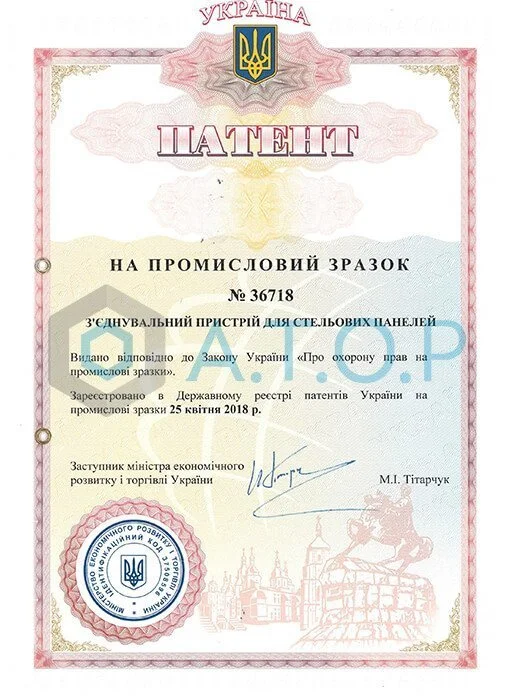 УКРАЇНА
ПАТЕНТ
НА ПРОМИСЛОВИЙ ЗРАЗОК
№ 36718
З'ЄДНУВАЛЬНИЙ ПРИСТРІЙ ДЛЯ СТЕЛЬОВИХ ПАНЕЛЕЙ
Видано відповідно до Закону України «Про охорону прав на
промислові зразки».
A.T.O.P
Зареєстровано в Державному реєстрі патентів України на
промислові зразки 25 квітня 2018 р.
Заступник міністра економічного
розвитку і торгівлі України
М.І. Тітарчук
МІНІСТЕРСТВО ЕКОНОМІЧНОГО РОЗВИТКУ І ТОРГІВЛІ УКРАЇНИ
ІДЕНТИФІКАЦІЙНИЙ КОД 37508596